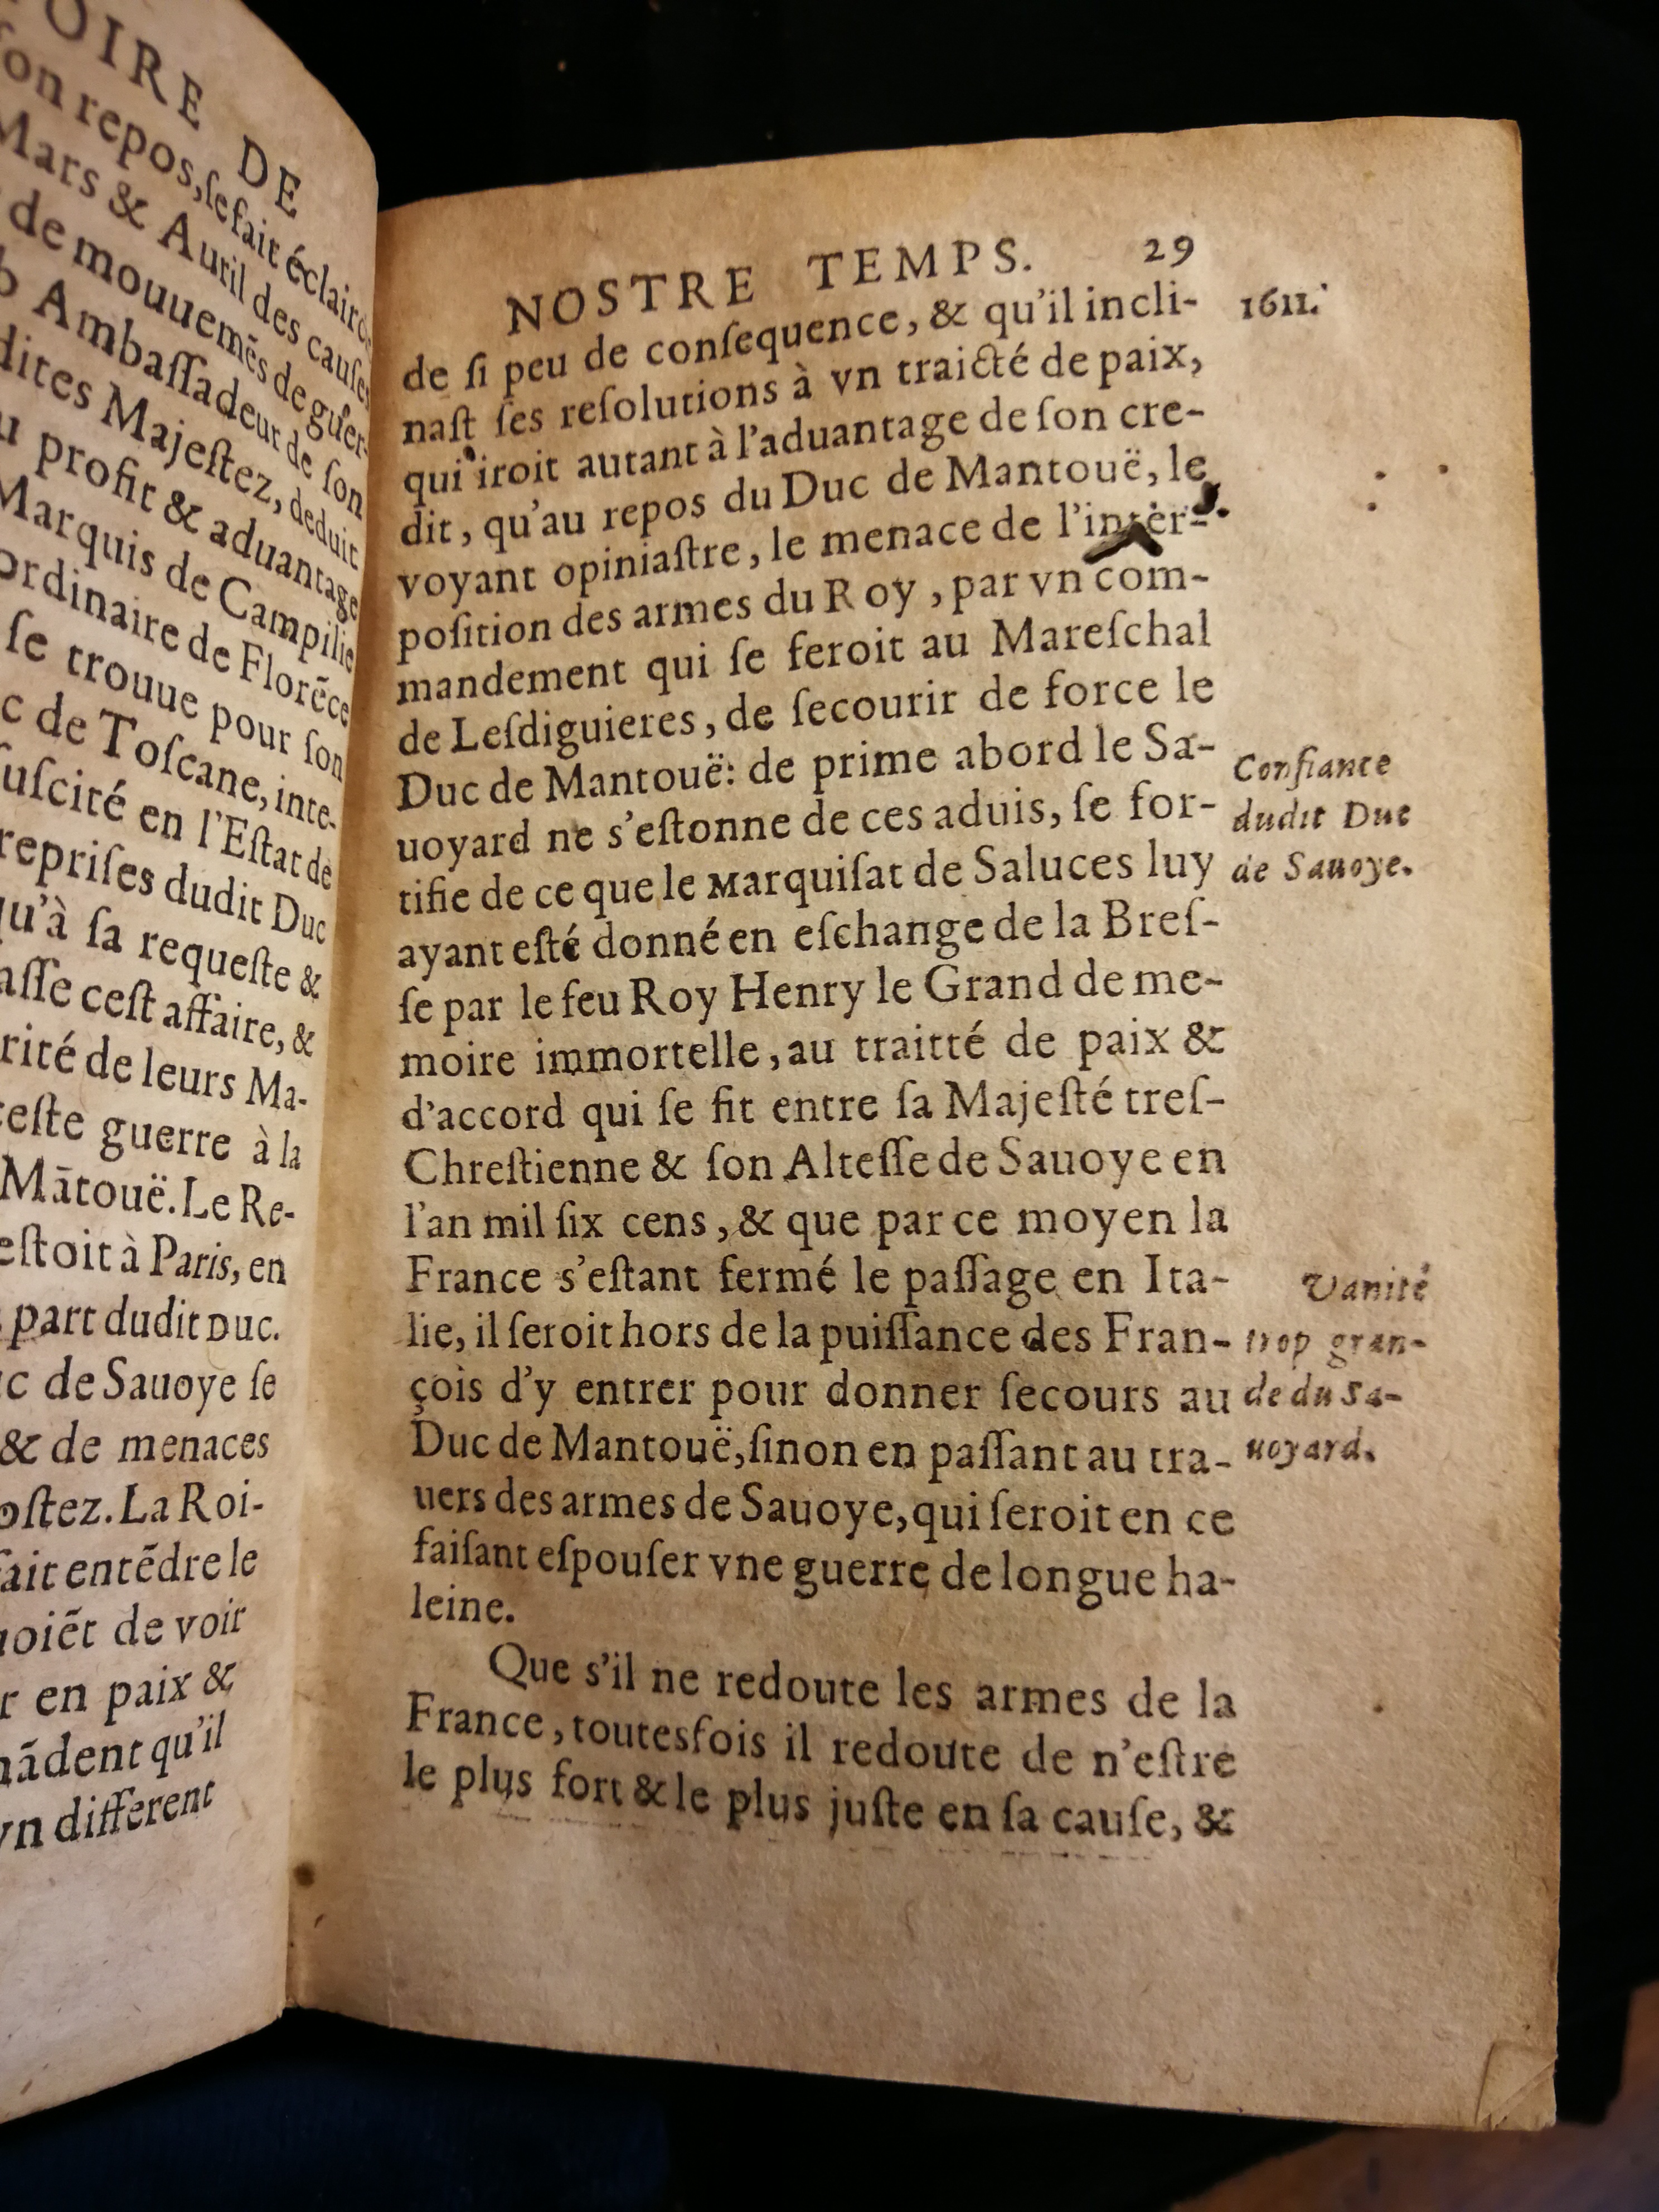 OIRE DE
on repos, ſe fait éclairci
Mars & Auril des cauſes
de mouuemẽs de guer-
Ambaſſadeur de ſon
dites Majeſtez, deduit
profit & aduantage
Marquis de Campilie
ordinaire de Florẽce
ſe trouue pour ſon
c de Toſcane, inte-
uſcité en l'Eſtat de
repriſes dudit Duc
qu'à ſa requeſte &
aſſe ceſt affaire, &
rité de leurs Ma-
ceſte guerre à la
Mãtouë. Le Re-
eſtoit à Paris, en
part dudit Duc.
uc de Sauoye ſe
& de menaces
oſtez. La Roi-
fait entẽdre le
uoiẽt de voir
r en paix &
mãdent qu'il
vn different
NOSTRE TEMPS. 29
1611.
de ſi peu de conſequence, & qu'il incli-
naſt ſes reſolutions à vn traicté de paix,
qui iroit autant à l'aduantage de ſon cre-
dit, qu'au repos du Duc de Mantouë, le
voyant opiniaſtre, le menace de l'inter-
poſition des armes du Roy, par vn com-
mandement qui ſe feroit au Mareſchal
de Leſdiguieres, de ſecourir de force le
Duc de Mantouë: de prime abord le Sa-
uoyard ne s'eſtonne de ces aduis, ſe for-
tifie de ce que le Marquiſat de Saluces luy
ayant eſté donné en eſchange de la Breſ-
ſe par le feu Roy Henry le Grand de me-
moire immortelle, au traitté de paix &
d'accord qui ſe fit entre ſa Majeſté treſ-
Chreſtienne & ſon Alteſſe de Sauoye en
l'an mil ſix cens, & que par ce moyen la
France s'eſtant fermé le paſſage en Ita-
lie, il ſeroit hors de la puiſſance des Fran-
çois d'y entrer pour donner ſecours au
Duc de Mantouë, ſinon en paſſant au tra-
uers des armes de Sauoye, qui ſeroit en ce
faiſant eſpouſer vne guerre de longue ha-
leine.
Que s'il ne redoute les armes de la
France, toutesfois il redoute de n'eſtre
le plus fort & le plus juſte en ſa cauſe, &
Confiance
dudit Duc
de Sauoye.
Vanité
trop gran-
de du Sa-
uoyard.